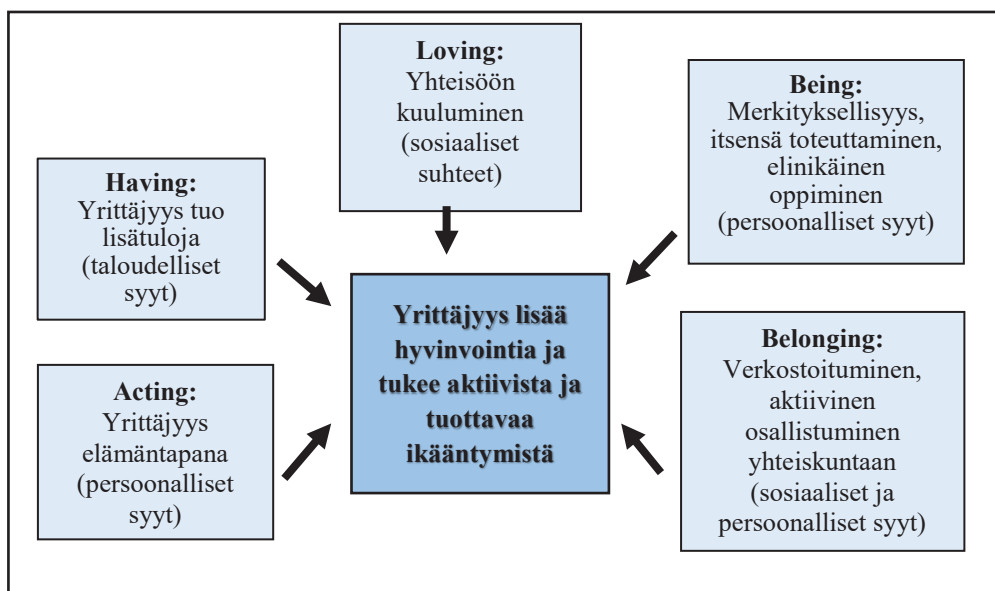 Loving:
Yhteisöön
kuuluminen
(sosiaaliset
suhteet)
Being:
Merkityksellisyys,
itsensä toteuttaminen,
elinikäinen
oppiminen
(persoonalliset syyt)
Having:
Yrittäjyys tuo
lisätuloja
(taloudelliset
syyt)
Yrittäjyys lisää
hyvinvointia ja
tukee aktiivista ja
tuottavaa
ikääntymistä
Acting:
Yrittäjyys
elämäntapana
(persoonalliset
syyt)
Belonging:
Verkostoituminen,
aktiivinen
osallistuminen
yhteiskuntaan
(sosiaaliset ja
persoonalliset syyt)